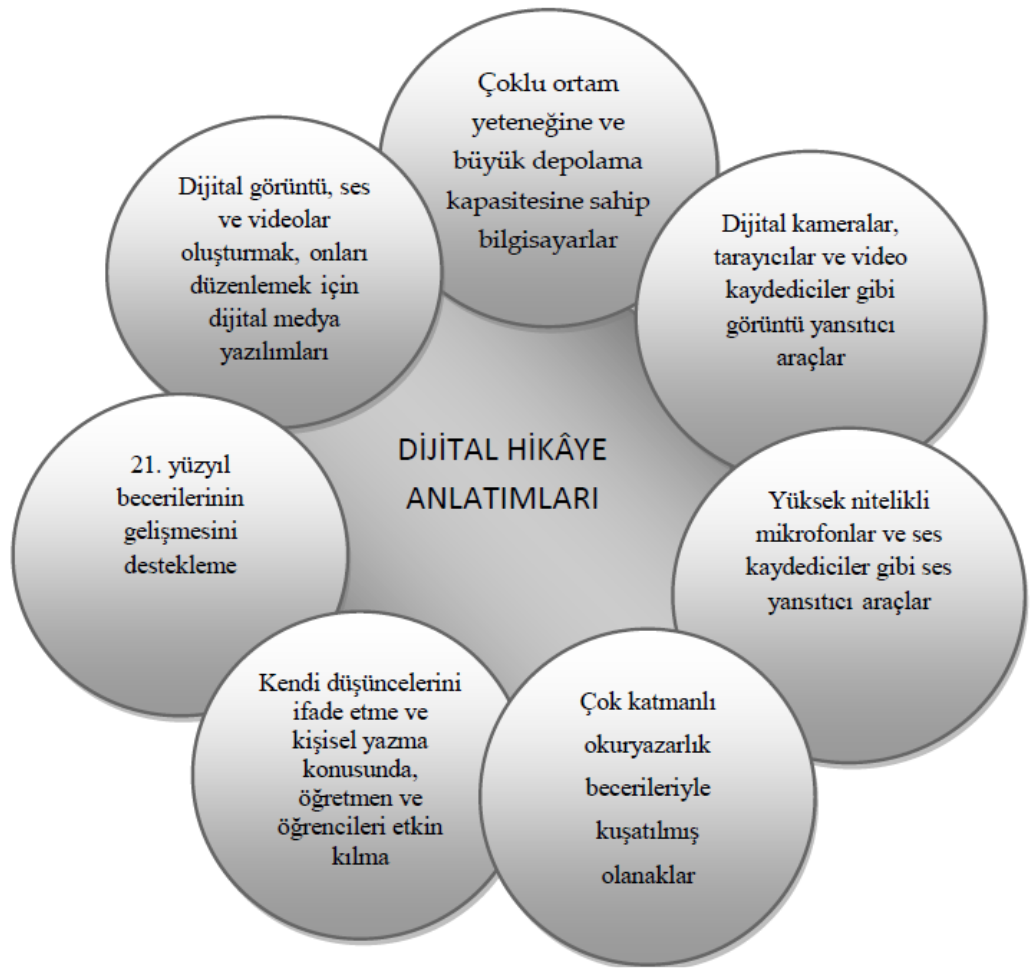 Çoklu ortam
yeteneğine ve
büyük depolama
kapasitesine sahip
bilgisayarlar
Dijital kameralar,
tarayıcılar ve video
kaydediciler gibi
görüntü yansıtıcı
araçlar
Yüksek nitelikli
mikrofonlar ve ses
kaydediciler gibi ses
yansıtıcı araçlar
Çok katmanlı
okuryazarlık
becerileriyle
kuşatılmış
olanaklar
Kendi düşüncelerini
ifade etme ve
kişisel yazma
konusunda,
öğretmen ve
öğrencileri etkin
kılma
21. yüzyıl
becerilerinin
gelişmesini
destekleme
Dijital görüntü, ses
ve videolar
oluşturmak, onları
düzenlemek için
dijital medya
yazılımları
DİJİTAL HİKÂYE
ANLATIMLARI